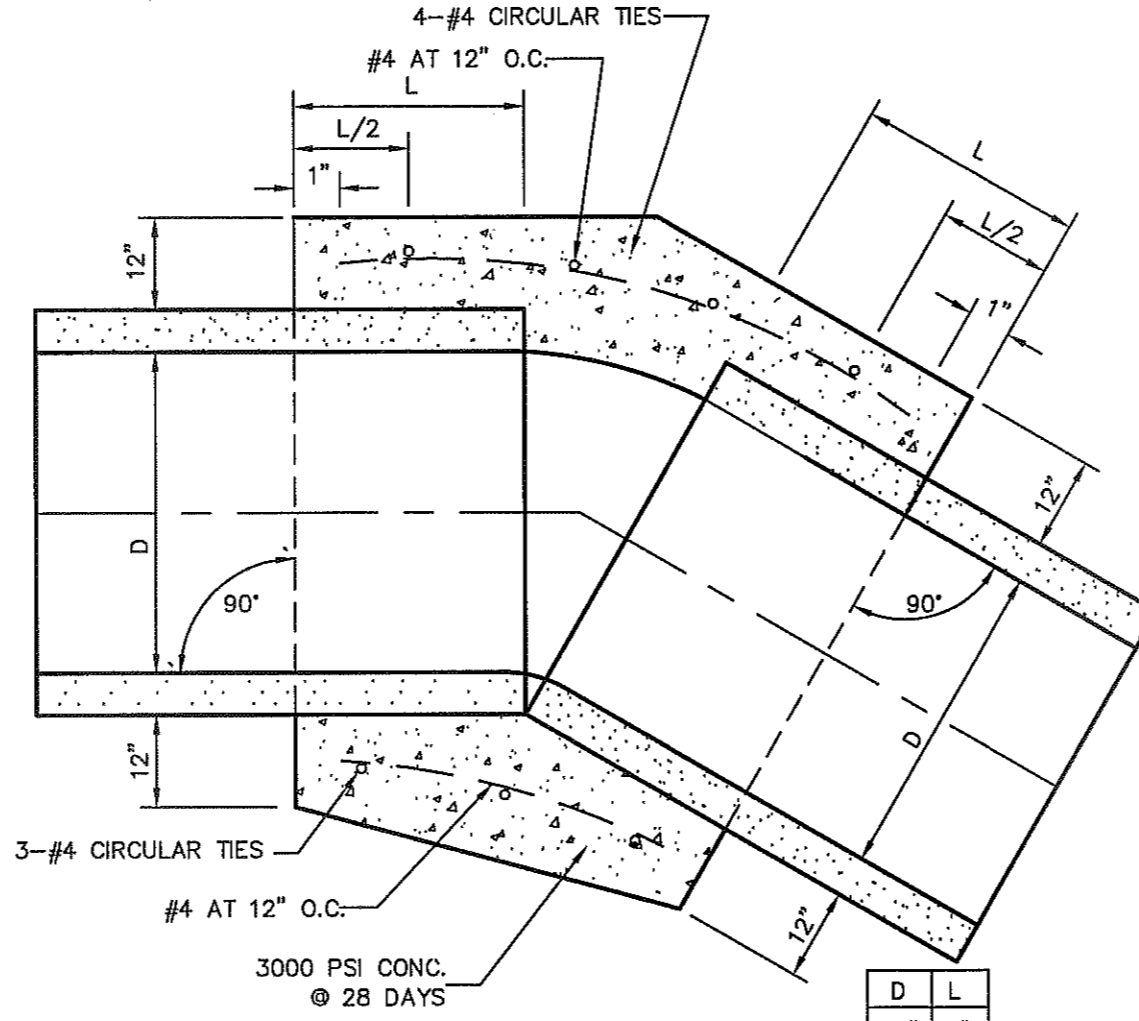 4-#4 CIRCULAR TIES
#4 AT 12" O.C.
L
L/2
1"
L
L/2
1"
12"
12"
D
90°
90°
D
12"
12"
3-#4 CIRCULAR TIES
#4 AT 12" O.C.
3000 PSI CONC.
@ 28 DAYS
D L